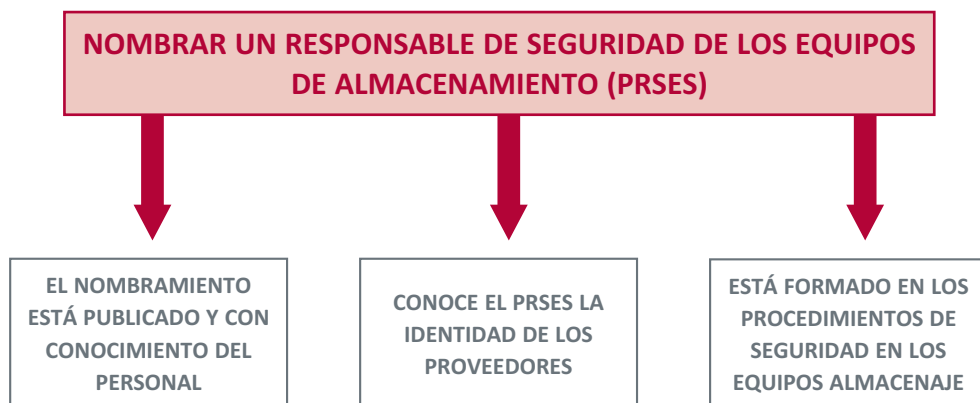 NOMBRAR UN RESPONSABLE DE SEGURIDAD DE LOS EQUIPOS
DE ALMACENAMIENTO (PRSES)
EL NOMBRAMIENTO
ESTÁ PUBLICADO Y CON
CONOCIMIENTO DEL
PERSONAL
CONOCE EL PRSES LA
IDENTIDAD DE LOS
PROVEEDORES
ESTÁ FORMADO EN LOS
PROCEDIMIENTOS DE
SEGURIDAD EN LOS
EQUIPOS ALMACENAJE